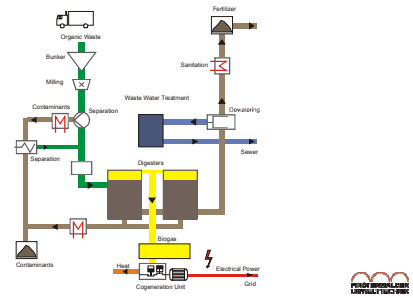 Fertilizer
Organic Waste
Bunker
Sanitation
Milling
Waste Water Treatment
Contaminants
Separation
Dewatering
Sewer
Separation
Digesters
Biogas
Heat
Electrical Power
Contaminants
Cogeneration Unit
Grid